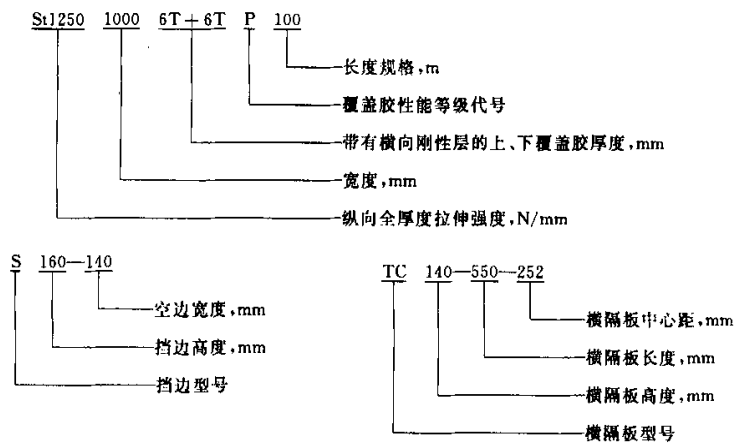 St1250 1000 6T+6T P 100
长度规格,m
覆盖胶性能等级代号
带有横向刚性层的上、下覆盖胶厚度,mm
宽度,mm
纵向全厚度拉伸强度,N/mm
S 160—140
空边宽度,mm
挡边高度,mm
挡边型号
TC 140—550—252
横隔板中心距,mm
横隔板长度,mm
横隔板高度,mm
横隔板型号